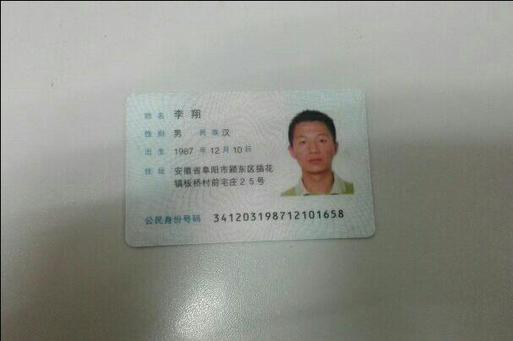 姓名 李翔
性别 男 民族 汉
出生 1987 年 12 月 10 日
住址 安徽省阜阳市颍东区插花
镇板桥村前宅庄25号
公民身份号码 341203198712101658